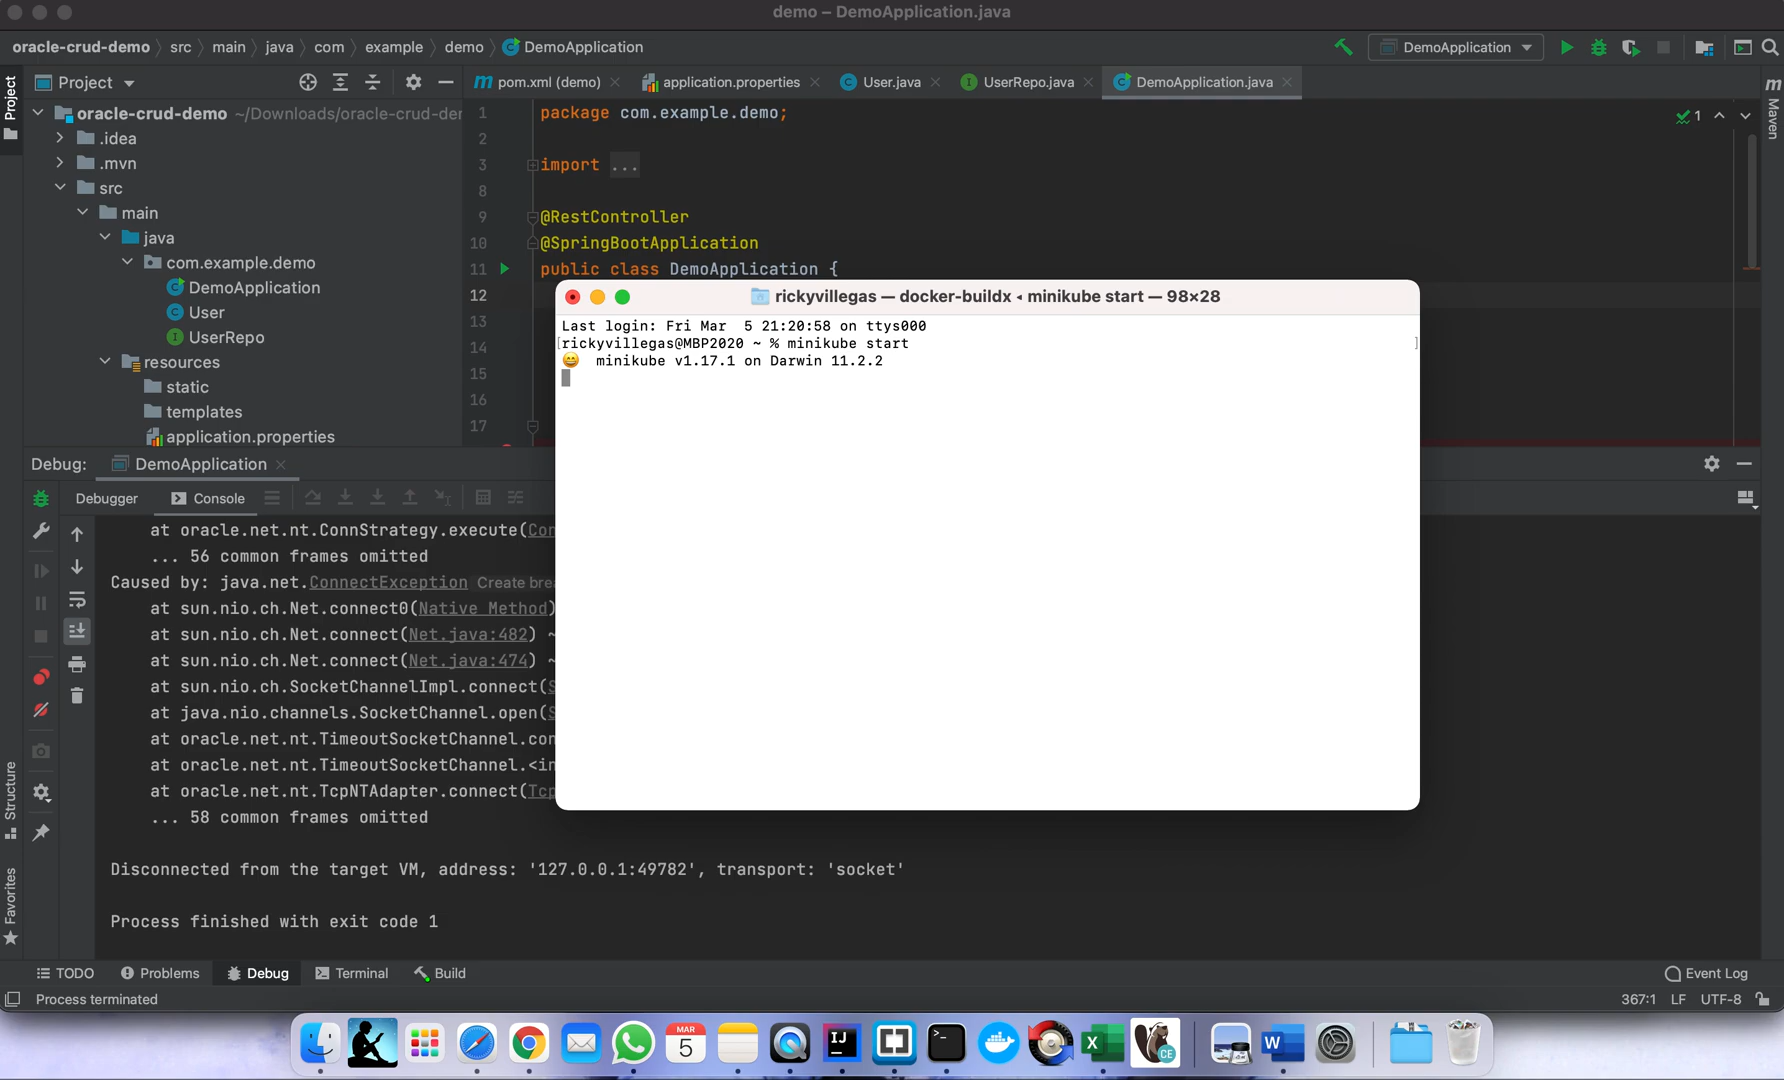 demo – DemoApplication.java
oracle-crud-demo src main java com example demo DemoApplication
DemoApplication
Project
pom.xml (demo) application.properties User.java UserRepo.java DemoApplication.java
oracle-crud-demo ~/Downloads/oracle-crud-der
.idea
.mvn
src
main
java
com.example.demo
DemoApplication
User
UserRepo
resources
static
templates
application.properties
1 package com.example.demo;
2
3 import ...
8
9 @RestController
10 @SpringBootApplication
11 public class DemoApplication {
12
13
14
15
16
17
1
Project
Structure
Favorites
Maven
rickyvillegas — docker-buildx ◂ minikube start — 98×28
Last login: Fri Mar  5 21:20:58 on ttys000
[rickyvillegas@MBP2020 ~ % minikube start ]
😄  minikube v1.17.1 on Darwin 11.2.2
Debug: DemoApplication
Debugger Console
at oracle.net.nt.ConnStrategy.execute(Con
... 56 common frames omitted
Caused by: java.net.ConnectException Create brea
at sun.nio.ch.Net.connect0(Native Method)
at sun.nio.ch.Net.connect(Net.java:482) ~
at sun.nio.ch.Net.connect(Net.java:474) ~
at sun.nio.ch.SocketChannelImpl.connect(S
at java.nio.channels.SocketChannel.open(S
at oracle.net.nt.TimeoutSocketChannel.con
at oracle.net.nt.TimeoutSocketChannel.<in
at oracle.net.nt.TcpNTAdapter.connect(Tcp
... 58 common frames omitted
Disconnected from the target VM, address: '127.0.0.1:49782', transport: 'socket'
Process finished with exit code 1
TODO Problems Debug Terminal Build Event Log
Process terminated 367:1 LF UTF-8
MAR
5
IJ
X
CE
W